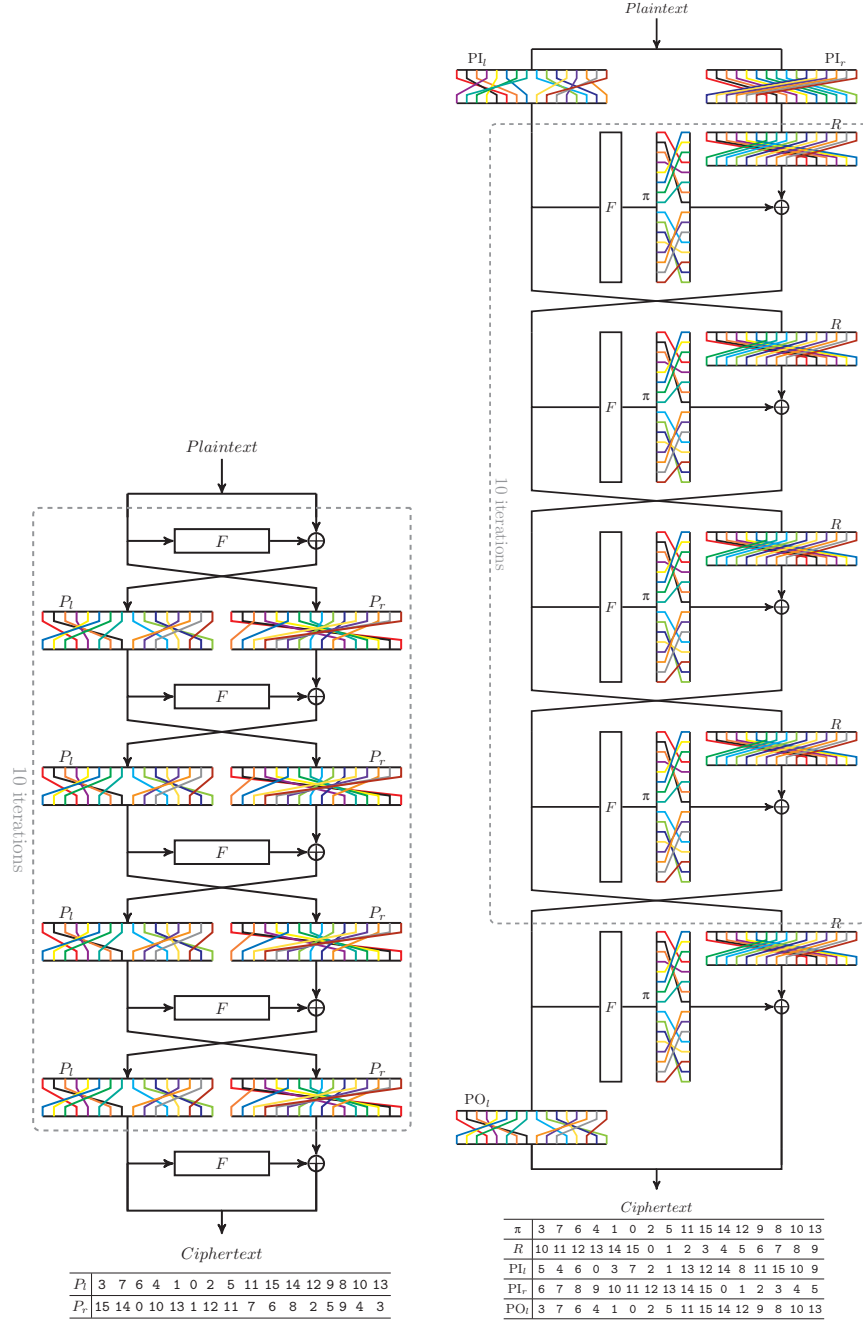 Plaintext
F
P_l P_r
F
P_l P_r
F
P_l P_r
F
P_l P_r
F
10 iterations
Ciphertext
P_l 3 7 6 4 1 0 2 5 11 15 14 12 9 8 10 13
P_r 15 14 0 10 13 1 12 11 7 6 8 2 5 9 4 3
Plaintext
PI_l PI_r
R
F π
R
F π
10 iterations
R
F π
R
F π
R
F π
PO_l
Ciphertext
π 3 7 6 4 1 0 2 5 11 15 14 12 9 8 10 13
R 10 11 12 13 14 15 0 1 2 3 4 5 6 7 8 9
PI_l 5 4 6 0 3 7 2 1 13 12 14 8 11 15 10 9
PI_r 6 7 8 9 10 11 12 13 14 15 0 1 2 3 4 5
PO_l 3 7 6 4 1 0 2 5 11 15 14 12 9 8 10 13